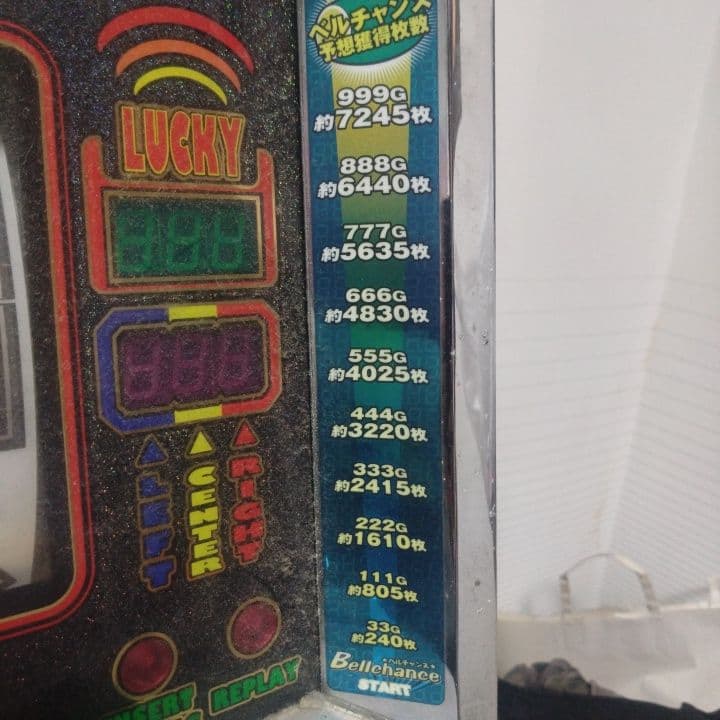 ベルチャンス
予想獲得枚数
999G
約7245枚
888G
約6440枚
777G
約5635枚
666G
約4830枚
555G
約4025枚
444G
約3220枚
333G
約2415枚
222G
約1610枚
111G
約805枚
33G
約240枚
★ベルチャンス★
Bellchance
START
LUCKY
LEFT
CENTER
RIGHT
INSERT
REPLAY